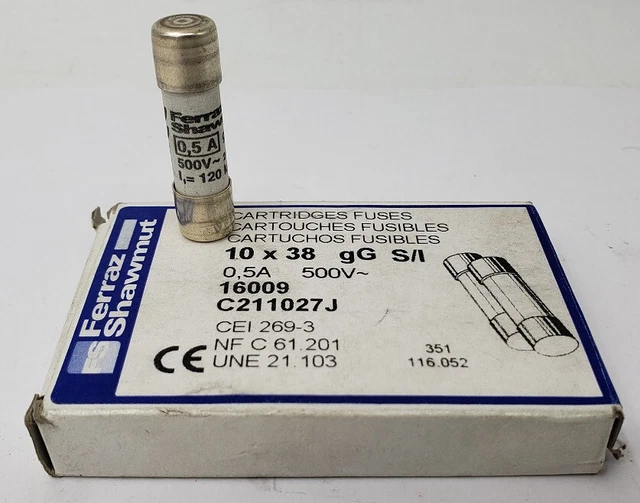 Ferraz
Shawmut
0,5 A
500V~
I₁= 120
CARTRIDGES FUSES
CARTOUCHES FUSIBLES
CARTUCHOS FUSIBLES
10 x 38 gG S/I
0,5A 500V~
16009
C211027J
CEI 269-3
NF C 61.201
UNE 21.103
CE
351
116.052
Ferraz
Shawmut